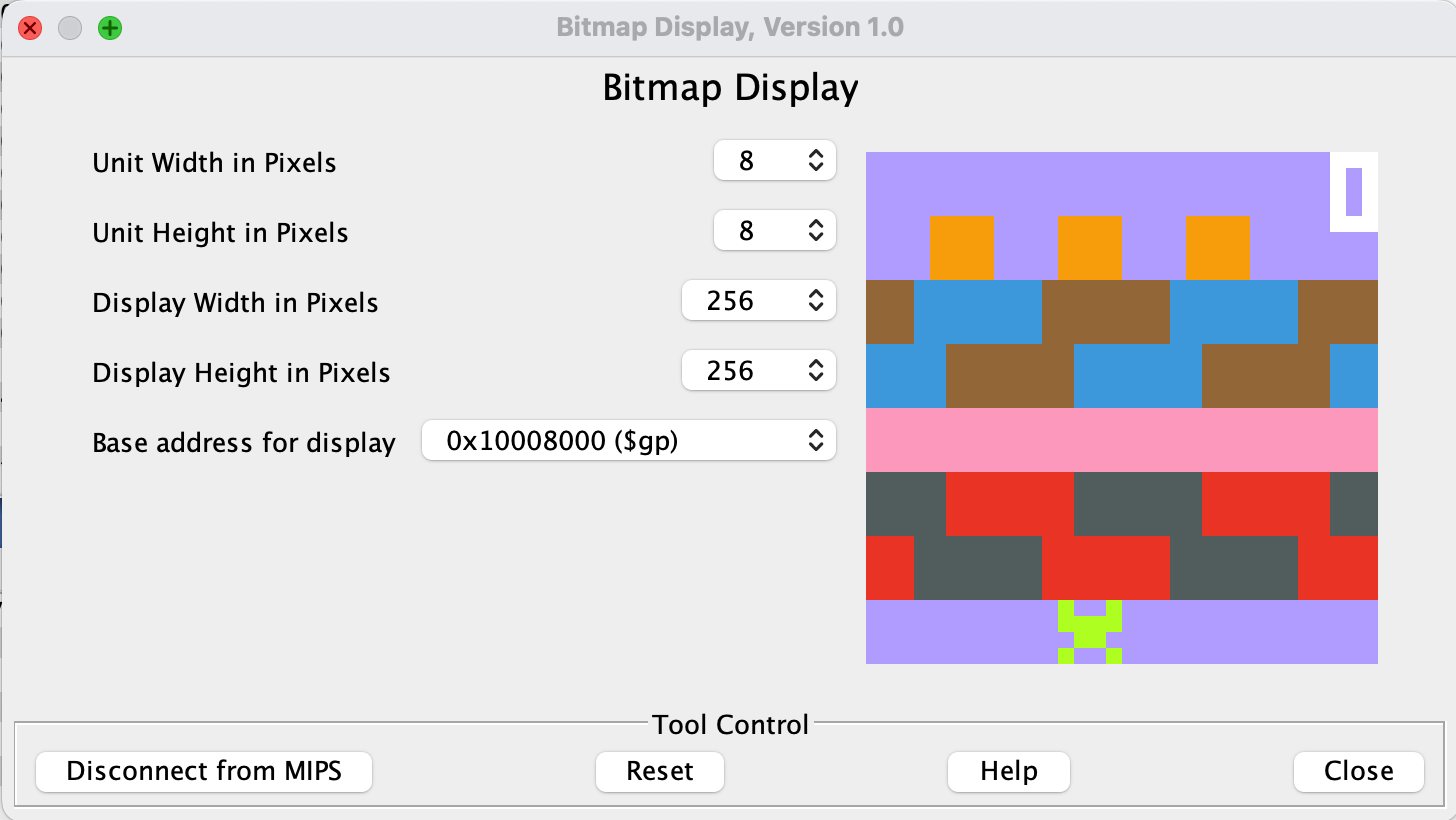 Bitmap Display, Version 1.0
Bitmap Display
Unit Width in Pixels 8
Unit Height in Pixels 8
Display Width in Pixels 256
Display Height in Pixels 256
Base address for display 0x10008000 ($gp)
0
Tool Control
Disconnect from MIPS Reset Help Close